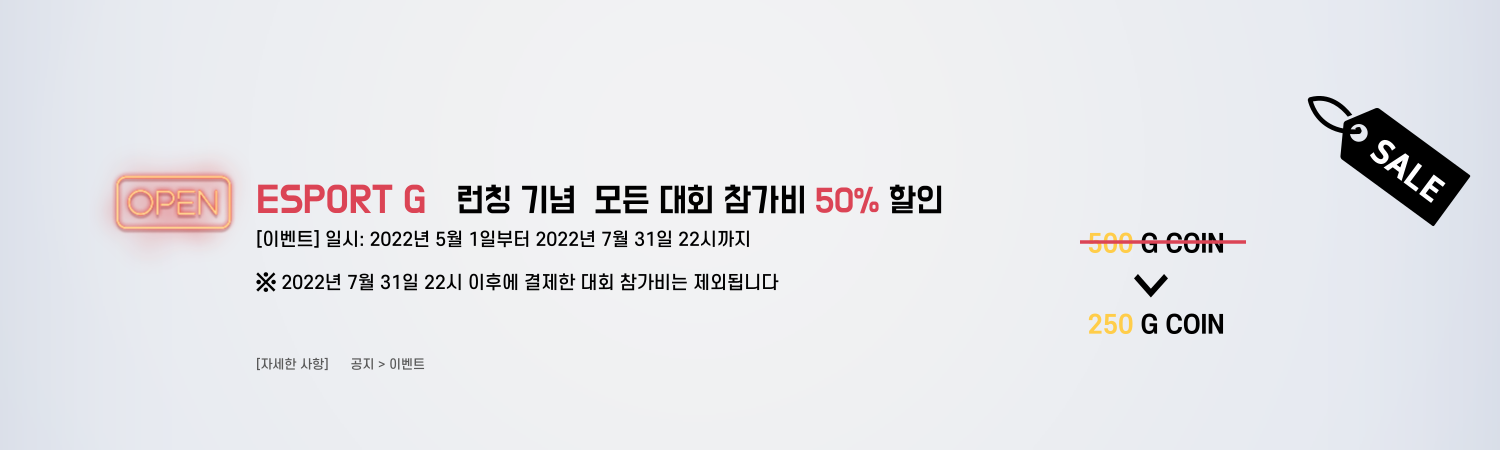 OPEN
ESPORT G 런칭 기념 모든 대회 참가비 50% 할인
[이벤트] 일시: 2022년 5월 1일부터 2022년 7월 31일 22시까지
※ 2022년 7월 31일 22시 이후에 결제한 대회 참가비는 제외됩니다
[자세한 사항] 공지 > 이벤트
SALE
500 G COIN
250 G COIN